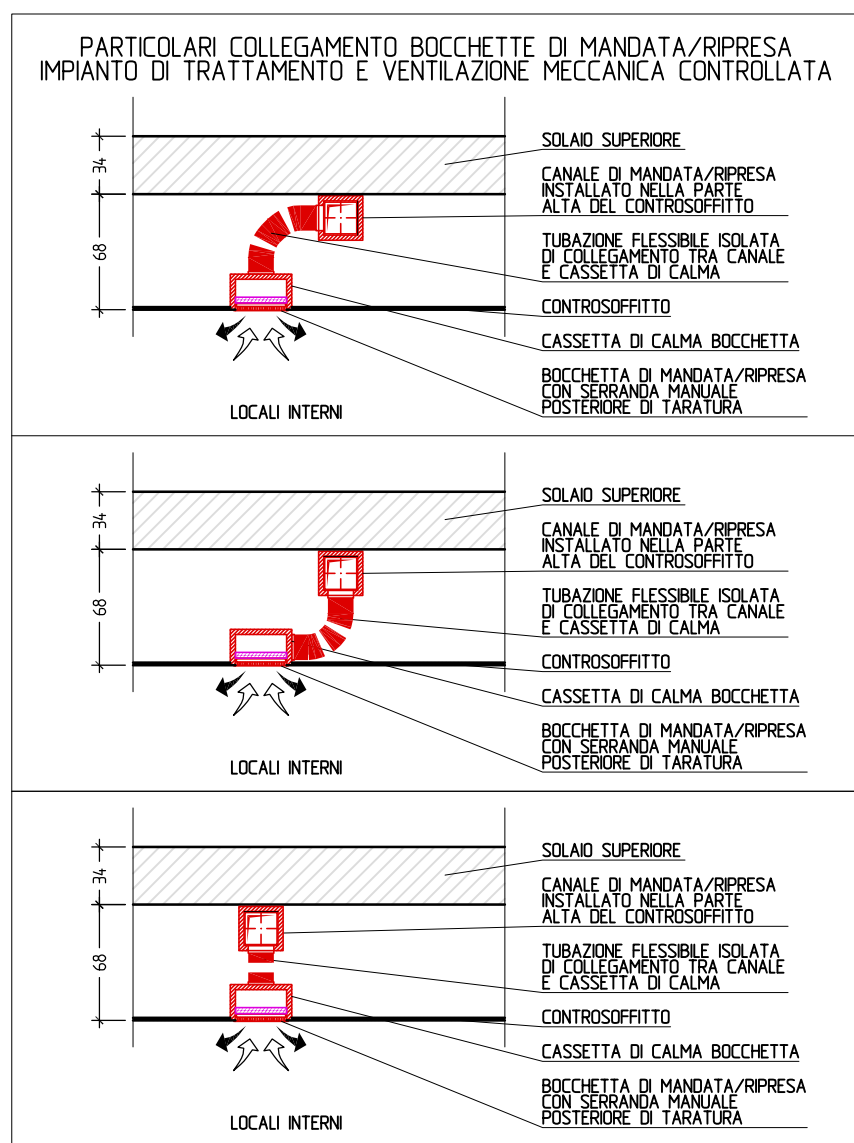 PARTICOLARI COLLEGAMENTO BOCCHETTE DI MANDATA/RIPRESA
IMPIANTO DI TRATTAMENTO E VENTILAZIONE MECCANICA CONTROLLATA
34
68
SOLAIO SUPERIORE
CANALE DI MANDATA/RIPRESA
INSTALLATO NELLA PARTE
ALTA DEL CONTROSOFFITTO
TUBAZIONE FLESSIBILE ISOLATA
DI COLLEGAMENTO TRA CANALE
E CASSETTA DI CALMA
CONTROSOFFITTO
CASSETTA DI CALMA BOCCHETTA
BOCCHETTA DI MANDATA/RIPRESA
CON SERRANDA MANUALE
POSTERIORE DI TARATURA
LOCALI INTERNI
34
68
SOLAIO SUPERIORE
CANALE DI MANDATA/RIPRESA
INSTALLATO NELLA PARTE
ALTA DEL CONTROSOFFITTO
TUBAZIONE FLESSIBILE ISOLATA
DI COLLEGAMENTO TRA CANALE
E CASSETTA DI CALMA
CONTROSOFFITTO
CASSETTA DI CALMA BOCCHETTA
BOCCHETTA DI MANDATA/RIPRESA
CON SERRANDA MANUALE
POSTERIORE DI TARATURA
LOCALI INTERNI
34
68
SOLAIO SUPERIORE
CANALE DI MANDATA/RIPRESA
INSTALLATO NELLA PARTE
ALTA DEL CONTROSOFFITTO
TUBAZIONE FLESSIBILE ISOLATA
DI COLLEGAMENTO TRA CANALE
E CASSETTA DI CALMA
CONTROSOFFITTO
CASSETTA DI CALMA BOCCHETTA
BOCCHETTA DI MANDATA/RIPRESA
CON SERRANDA MANUALE
POSTERIORE DI TARATURA
LOCALI INTERNI